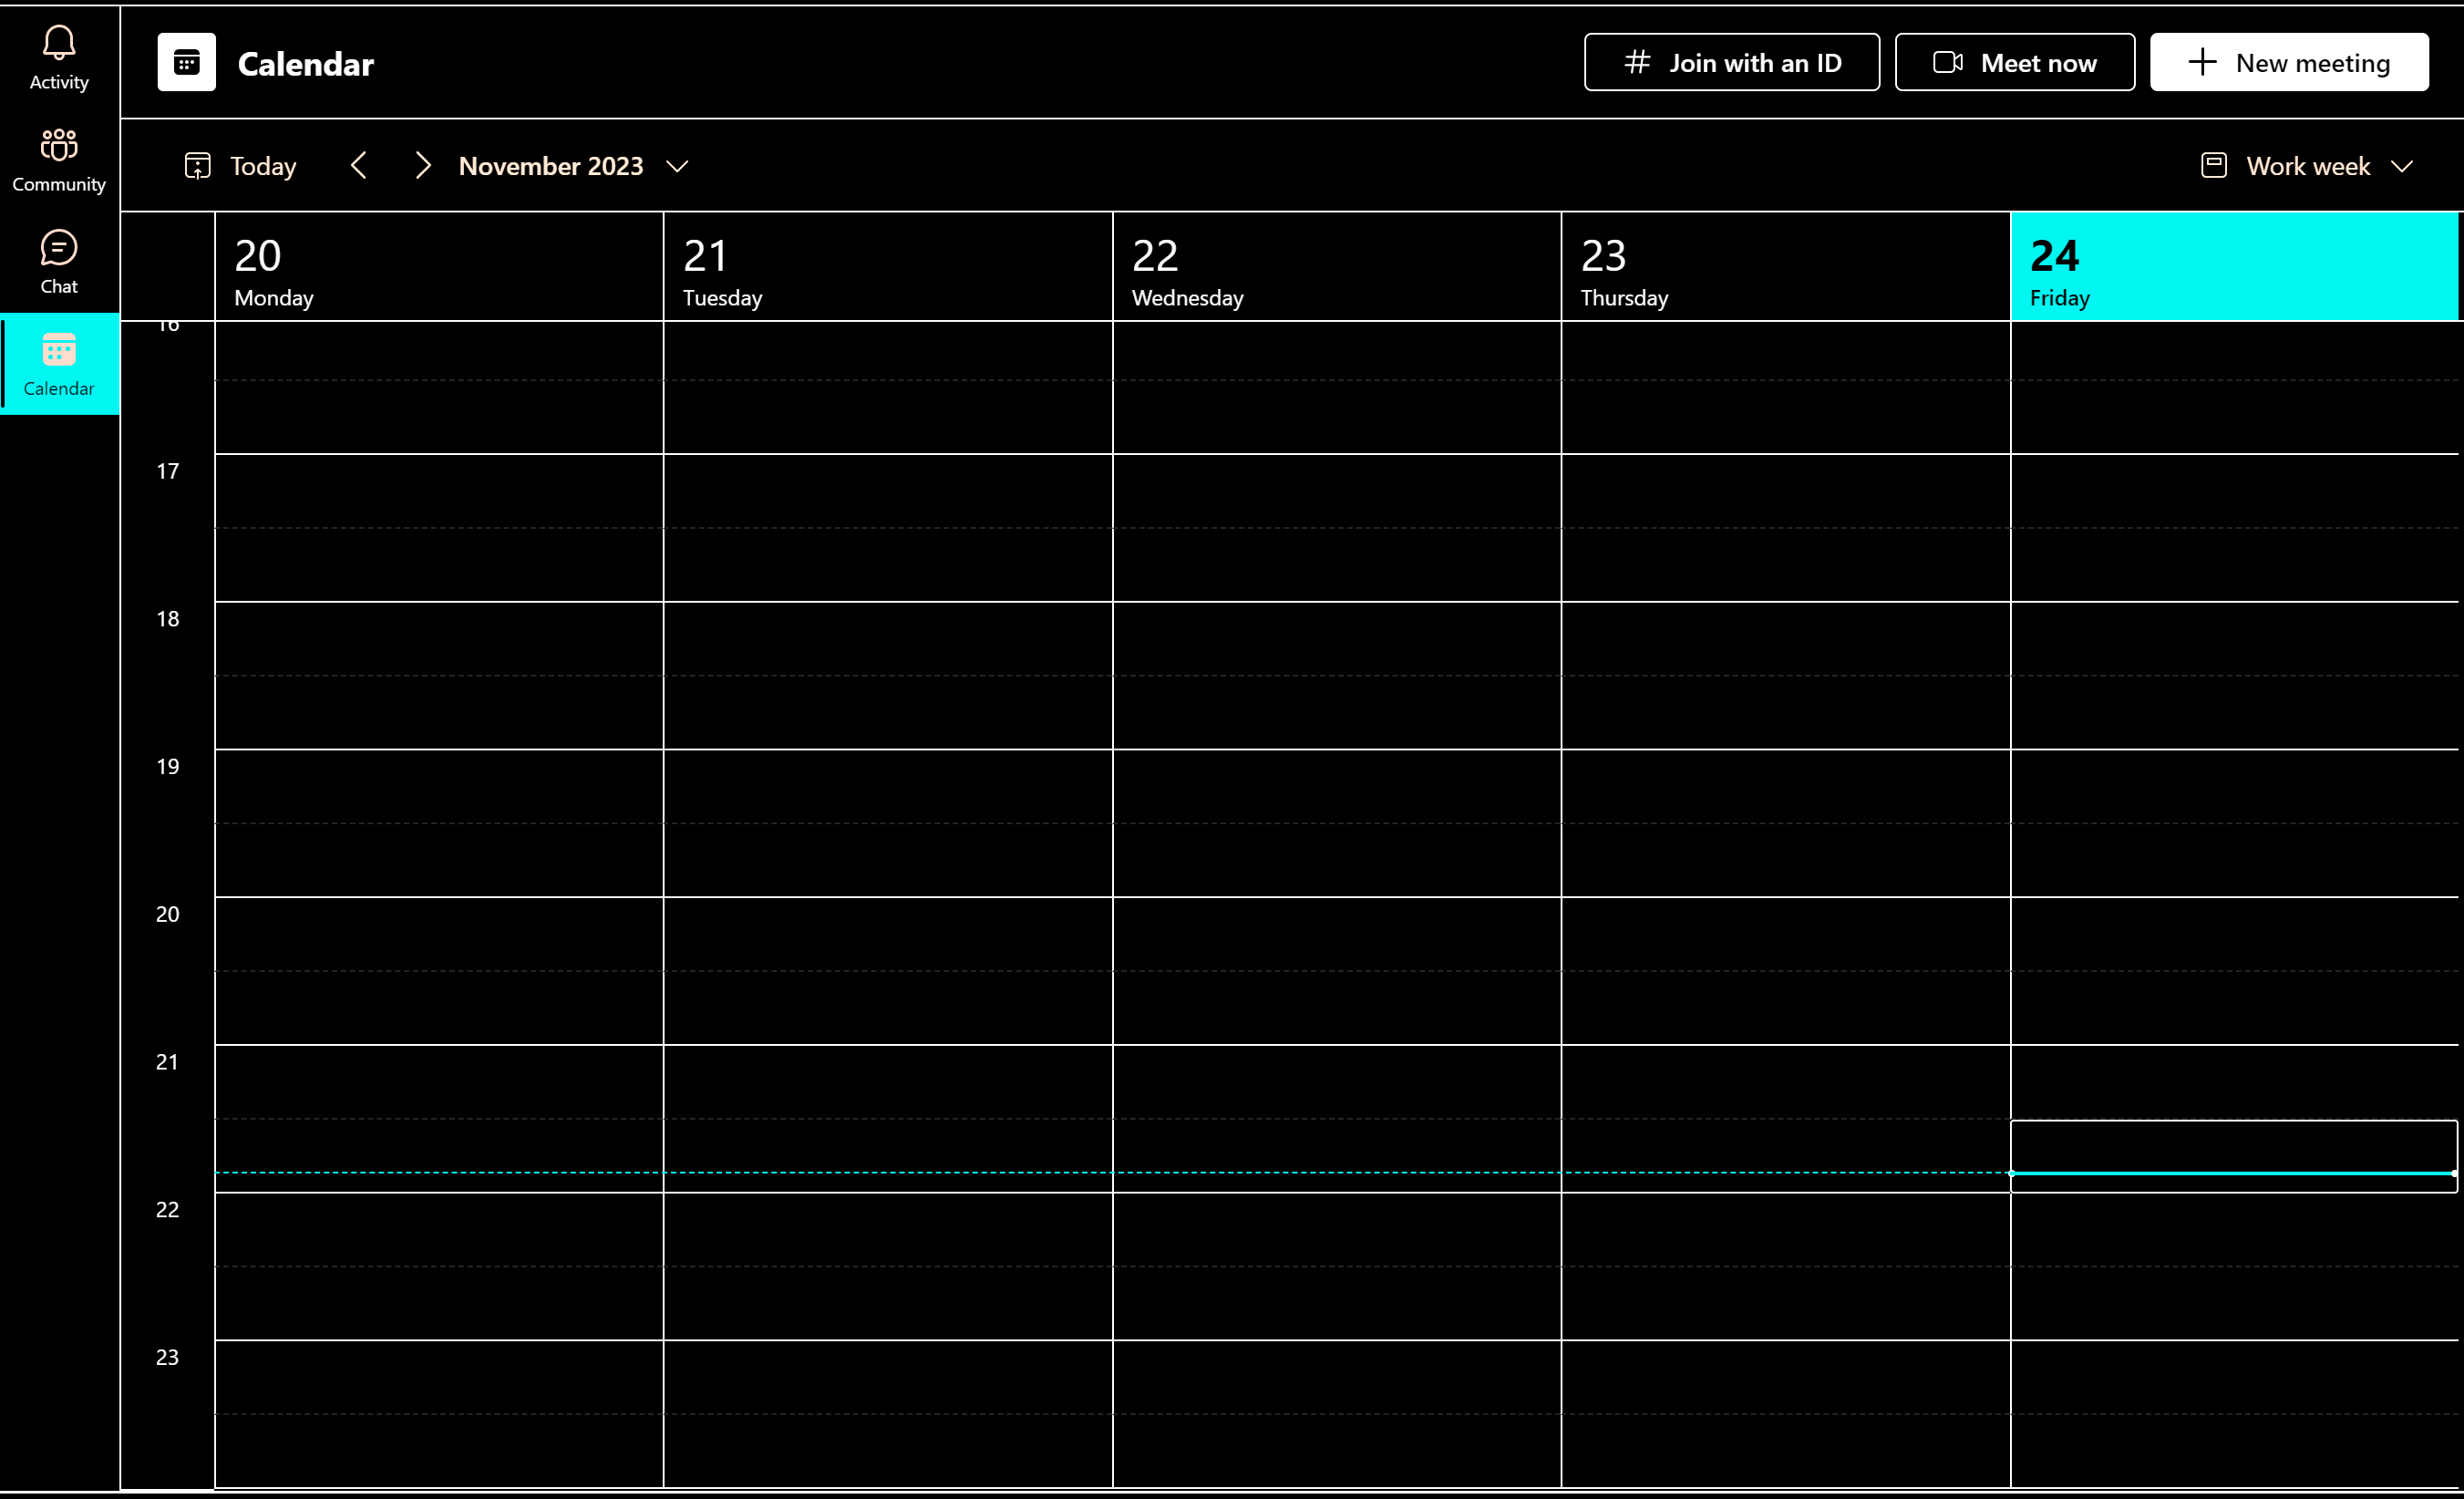 Activity
Community
Chat
Calendar
Calendar
Join with an ID
Meet now
New meeting
Today
November 2023
Work week
20
Monday
21
Tuesday
22
Wednesday
23
Thursday
24
Friday
16
17
18
19
20
21
22
23